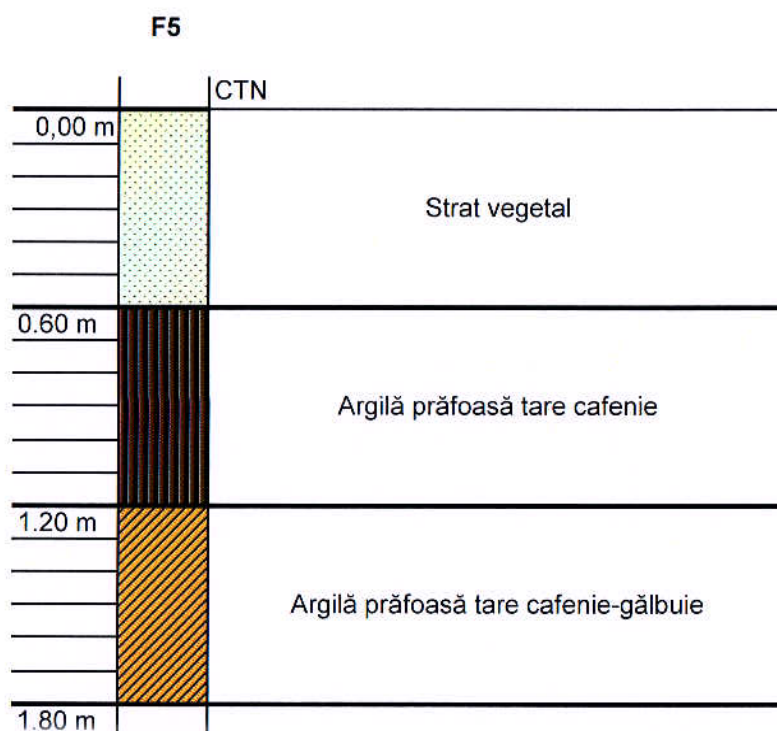 F5
CTN
0,00 m
Strat vegetal
0.60 m
Argilă prăfoasă tare cafenie
1.20 m
Argilă prăfoasă tare cafenie-gălbuie
1.80 m